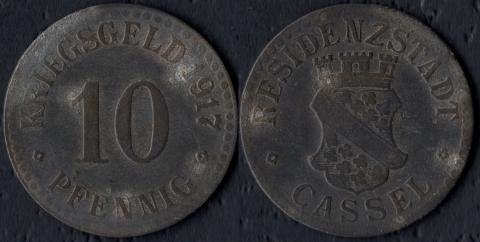 KRIEGSGELD 1917
10
PFENNIG
RESIDENZSTADT
CASSEL